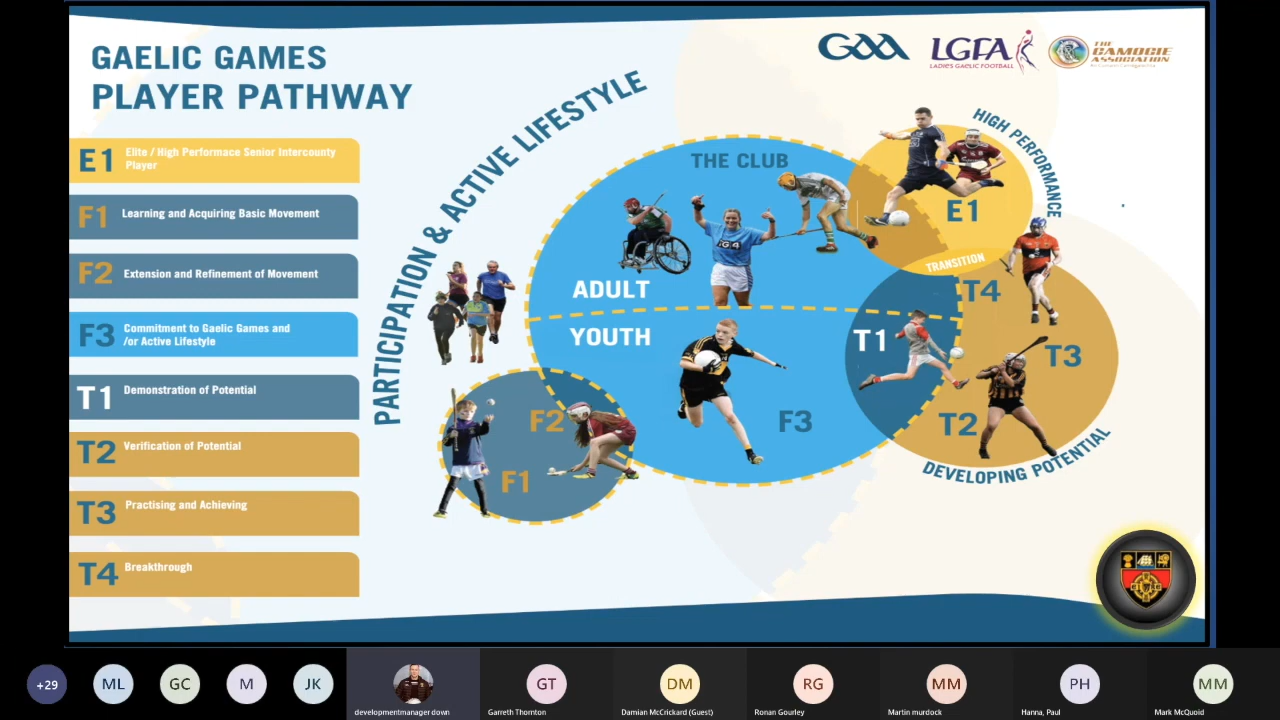 GAELIC GAMES
PLAYER PATHWAY
GAA
LGFA
LADIES GAELIC FOOTBALL
THE
CAMOGIE
ASSOCIATION
E1
Elite / High Performace Senior Intercounty
Player
F1
Learning and Acquiring Basic Movement
F2
Extension and Refinement of Movement
F3
Commitment to Gaelic Games and
/or Active Lifestyle
T1
Demonstration of Potential
T2
Verification of Potential
T3
Practising and Achieving
T4
Breakthrough
PARTICIPATION & ACTIVE LIFESTYLE
THE CLUB
HIGH PERFORMANCE
E1
TRANSITION
ADULT
YOUTH
T4
T1
T3
F2
F3
T2
F1
DEVELOPING POTENTIAL
+29
ML
GC
M
JK
developmentmanager down
GT
Garreth Thornton
DM
Damian McCrickard (Guest)
RG
Ronan Gourley
MM
Martin murdock
PH
Hanna, Paul
MM
Mark McQuoid